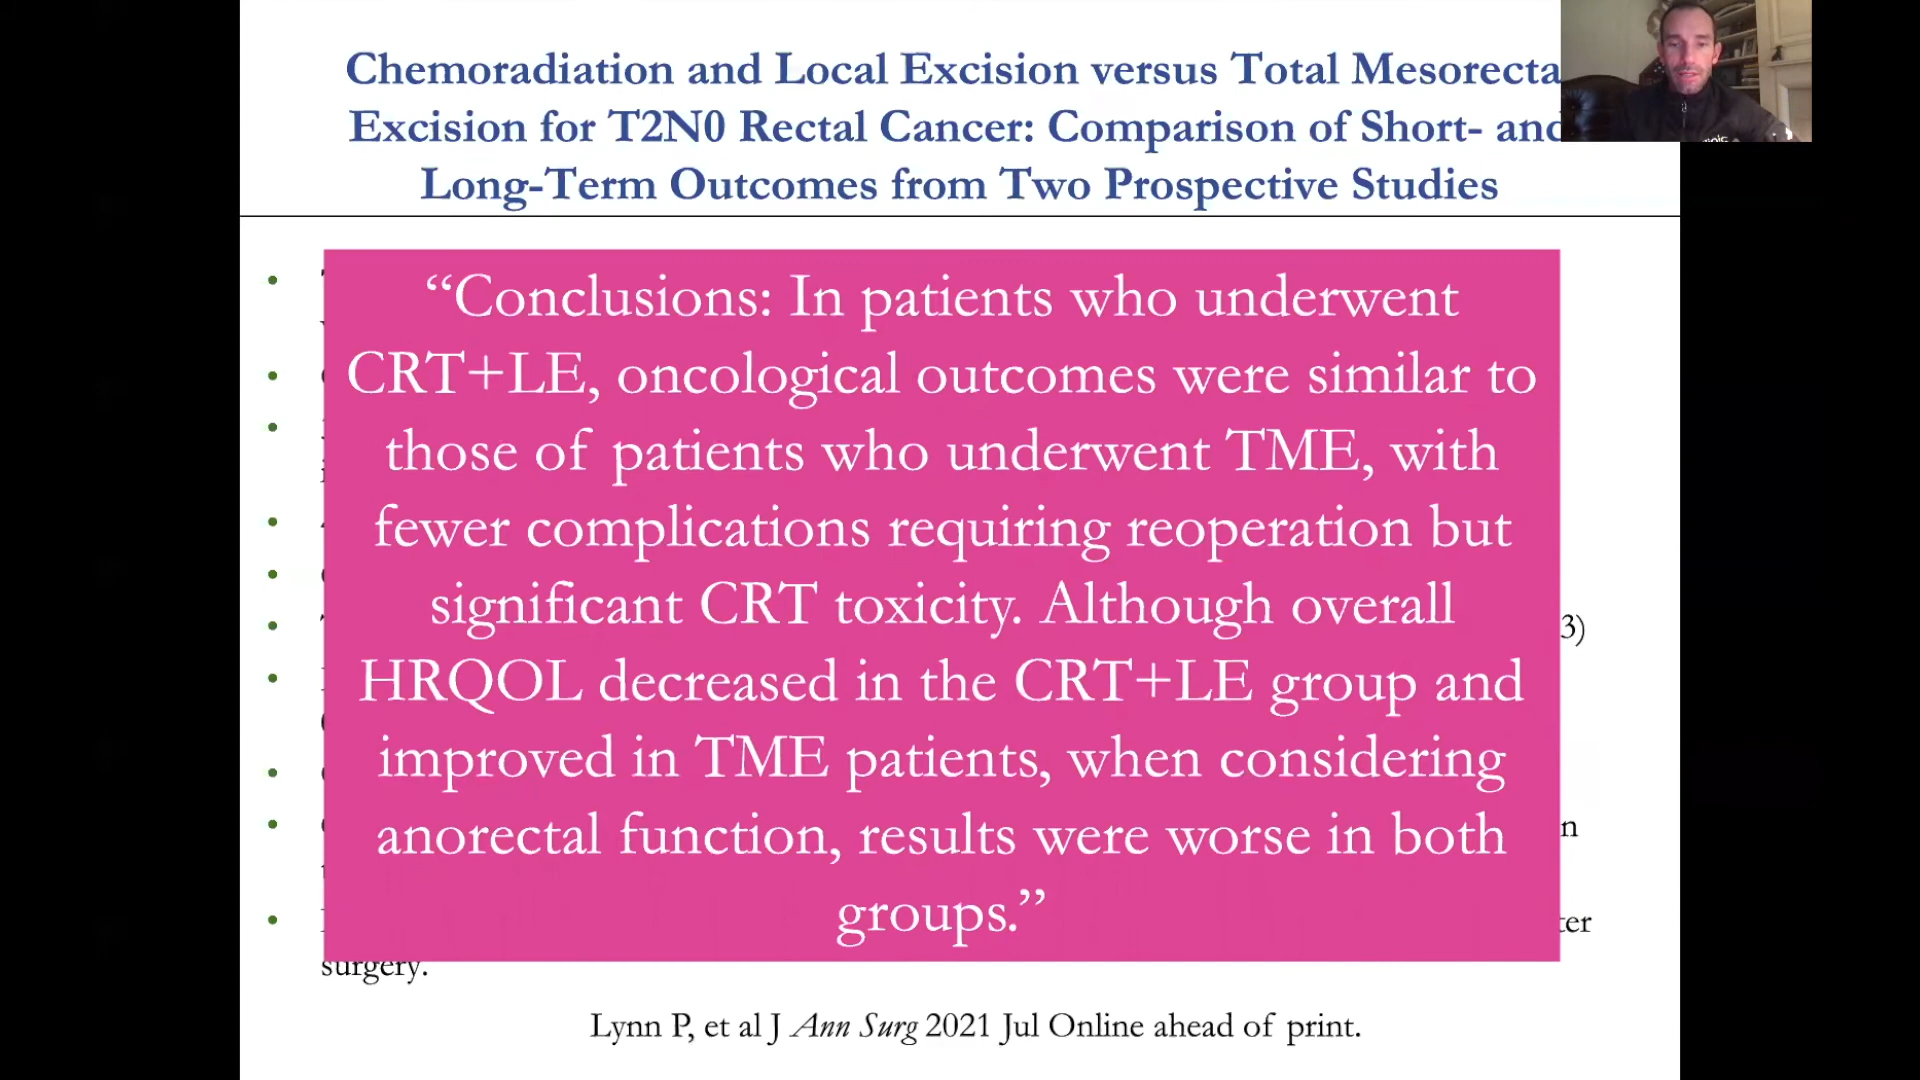 Chemoradiation and Local Excision versus Total Mesorecta
Excision for T2N0 Rectal Cancer: Comparison of Short- and
Long-Term Outcomes from Two Prospective Studies
“Conclusions: In patients who underwent
CRT+LE, oncological outcomes were similar to
those of patients who underwent TME, with
fewer complications requiring reoperation but
significant CRT toxicity. Although overall
HRQOL decreased in the CRT+LE group and
improved in TME patients, when considering
anorectal function, results were worse in both
groups.”
3)
n
ter
surgery.
Lynn P, et al J Ann Surg 2021 Jul Online ahead of print.